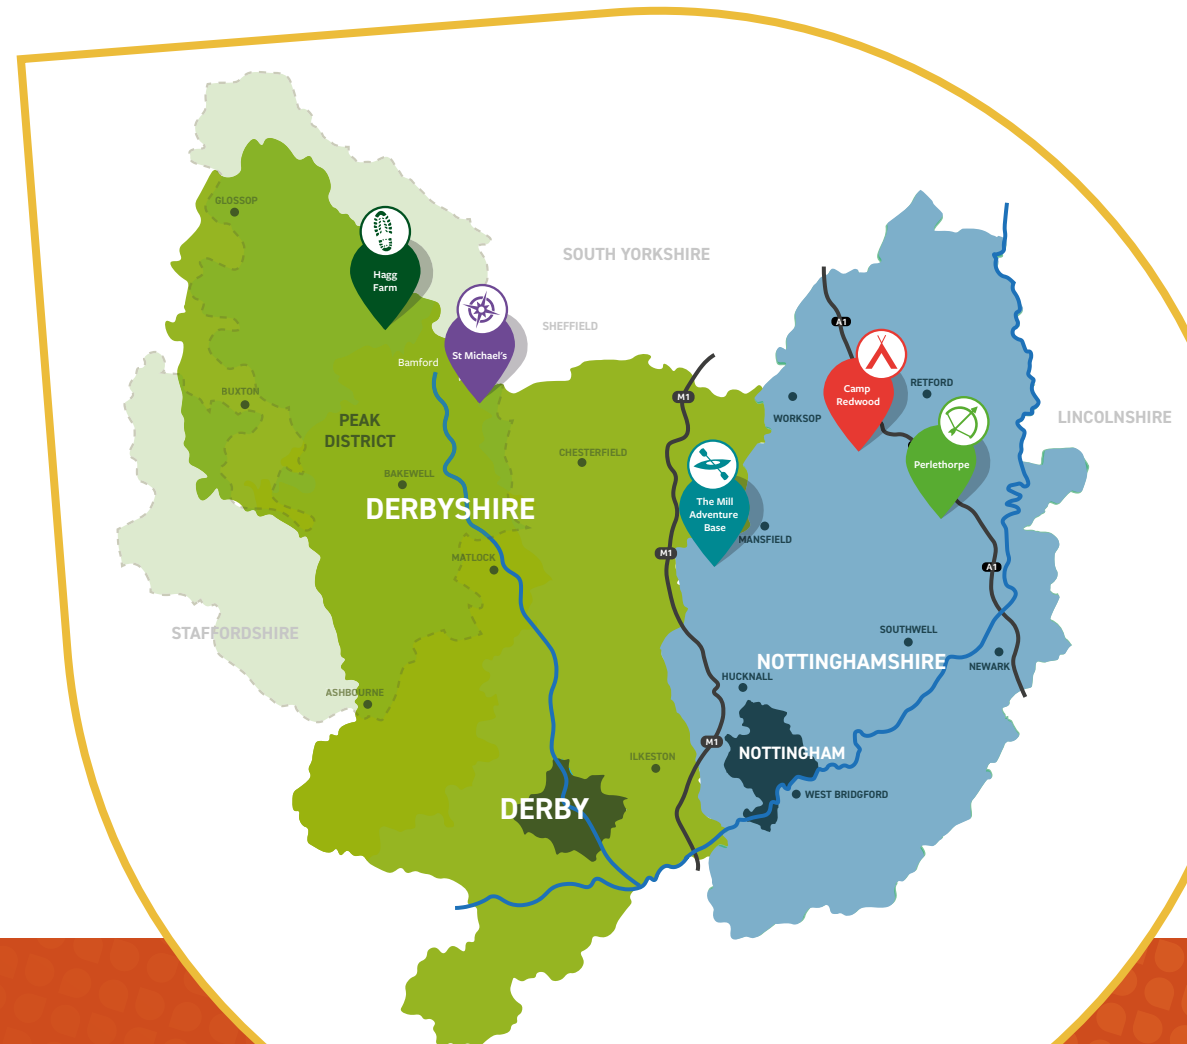 GLOSSOP
Hagg
Farm
SOUTH YORKSHIRE
SHEFFIELD
St Michael's
Bamford
A1
Camp
Redwood
RETFORD
WORKSOP
LINCOLNSHIRE
BUXTON
PEAK
DISTRICT
M1
CHESTERFIELD
BAKEWELL
Perlethorpe
DERBYSHIRE
The Mill
Adventure
Base
MANSFIELD
MATLOCK
M1
A1
STAFFORDSHIRE
SOUTHWELL
NOTTINGHAMSHIRE
NEWARK
HUCKNALL
ASHBOURNE
M1
ILKESTON
NOTTINGHAM
WEST BRIDGFORD
DERBY